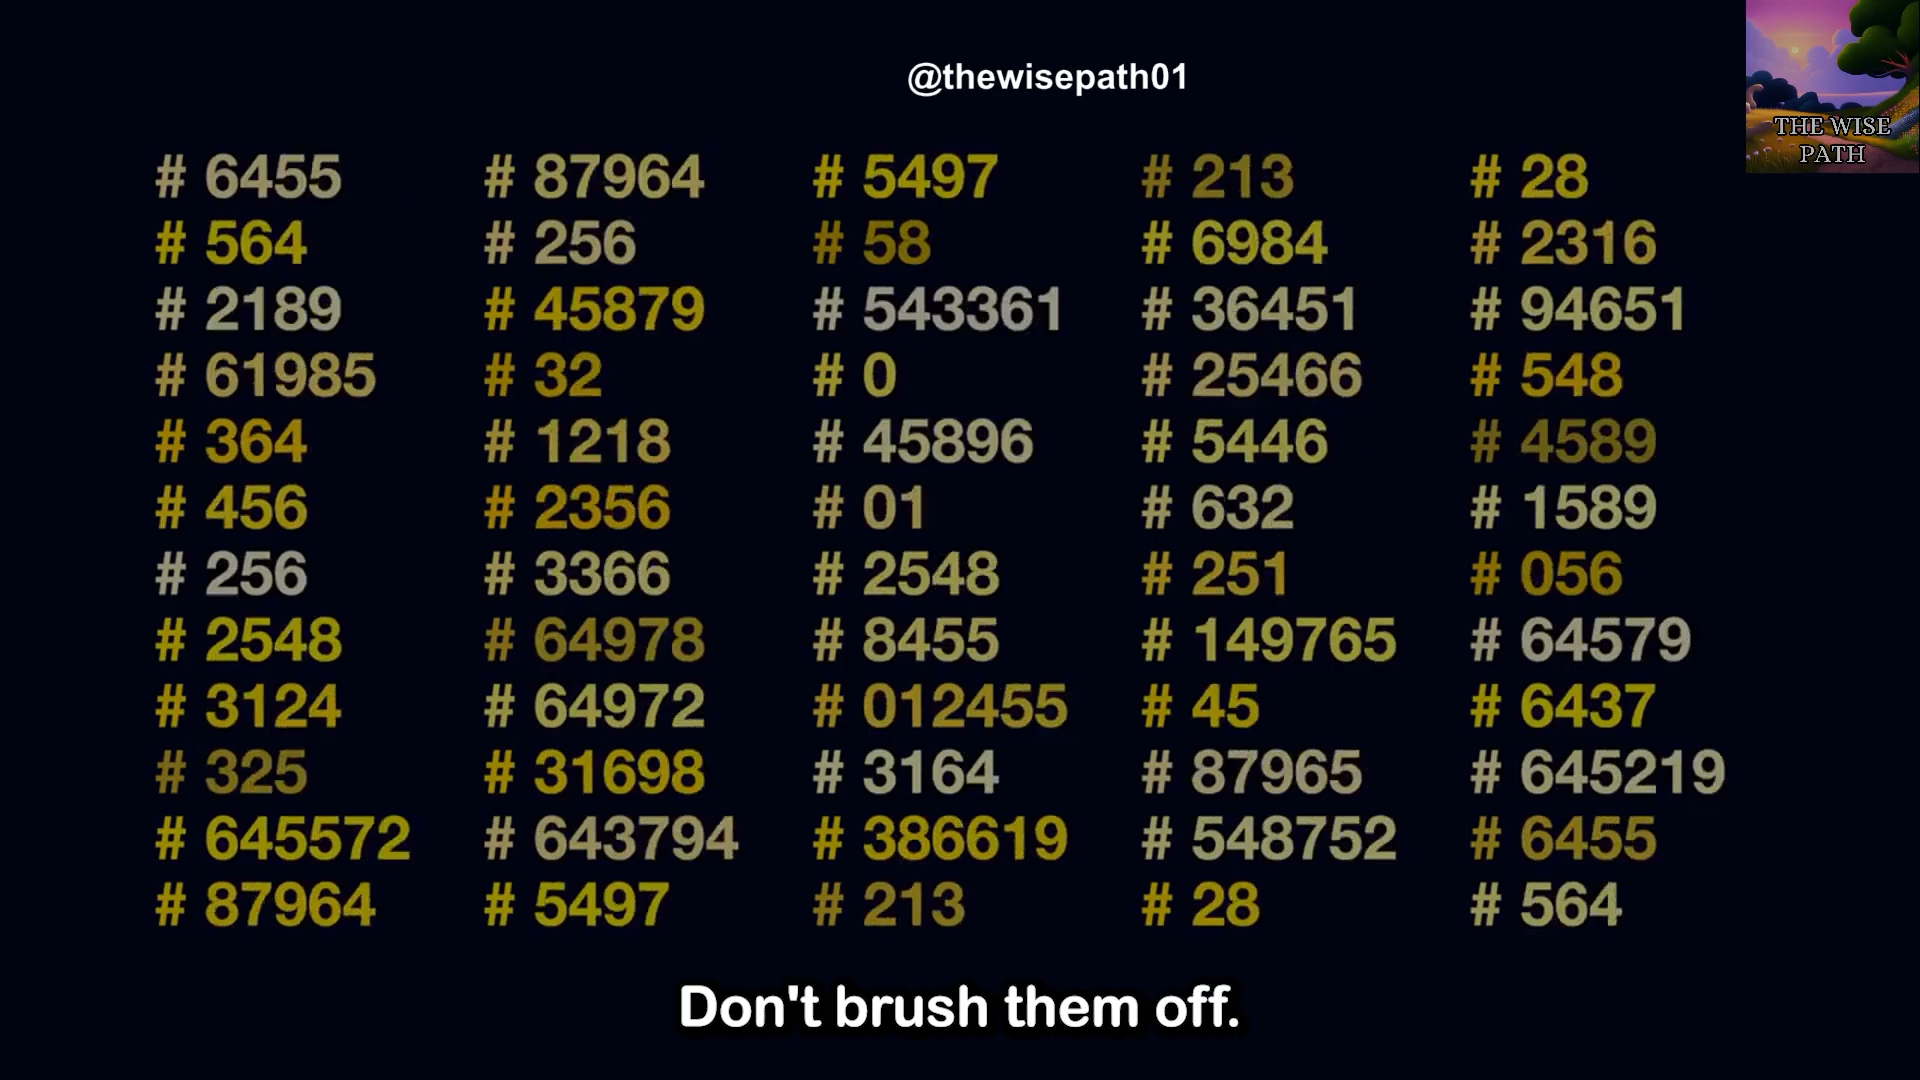 @thewisepath01
THE WISE
PATH
# 6455 # 87964 # 5497 # 213 # 28
# 564 # 256 # 58 # 6984 # 2316
# 2189 # 45879 # 543361 # 36451 # 94651
# 61985 # 32 # 0 # 25466 # 548
# 364 # 1218 # 45896 # 5446 # 4589
# 456 # 2356 # 01 # 632 # 1589
# 256 # 3366 # 2548 # 251 # 056
# 2548 # 64978 # 8455 # 149765 # 64579
# 3124 # 64972 # 012455 # 45 # 6437
# 325 # 31698 # 3164 # 87965 # 645219
# 645572 # 643794 # 386619 # 548752 # 6455
# 87964 # 5497 # 213 # 28 # 564
Don't brush them off.